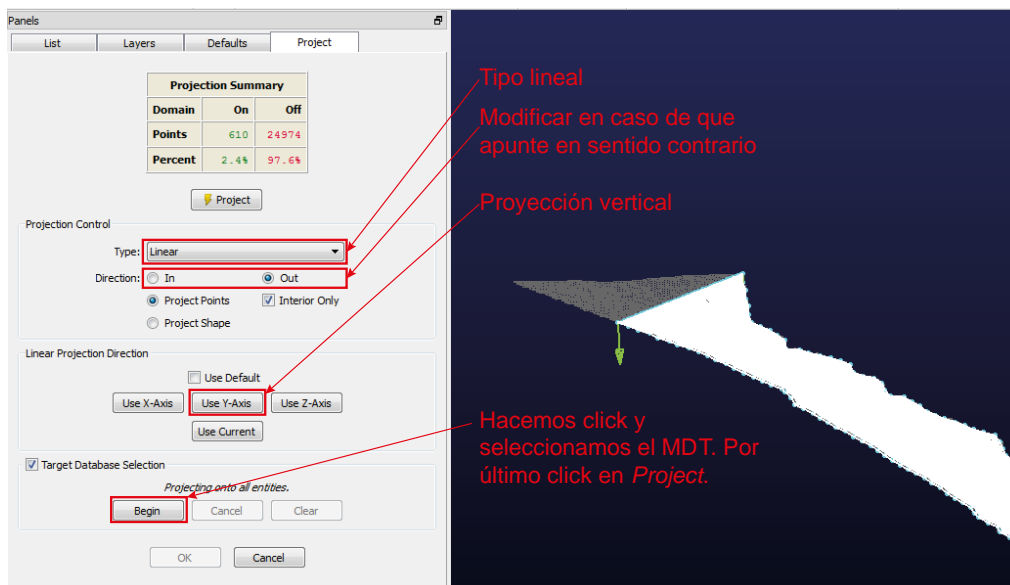 Panels
List Layers Defaults Project
Projection Summary
Domain On Off
Points 610 24974
Percent 2.4% 97.6%
Project
Projection Control
Type: Linear
Direction: In Out
Project Points Interior Only
Project Shape
Linear Projection Direction
Use Default
Use X-Axis Use Y-Axis Use Z-Axis
Use Current
Target Database Selection
Projecting onto all entities.
Begin Cancel Clear
OK Cancel
Tipo lineal
Modificar en caso de que
apunte en sentido contrario
Proyección vertical
Hacemos click y
seleccionamos el MDT. Por
último click en Project.